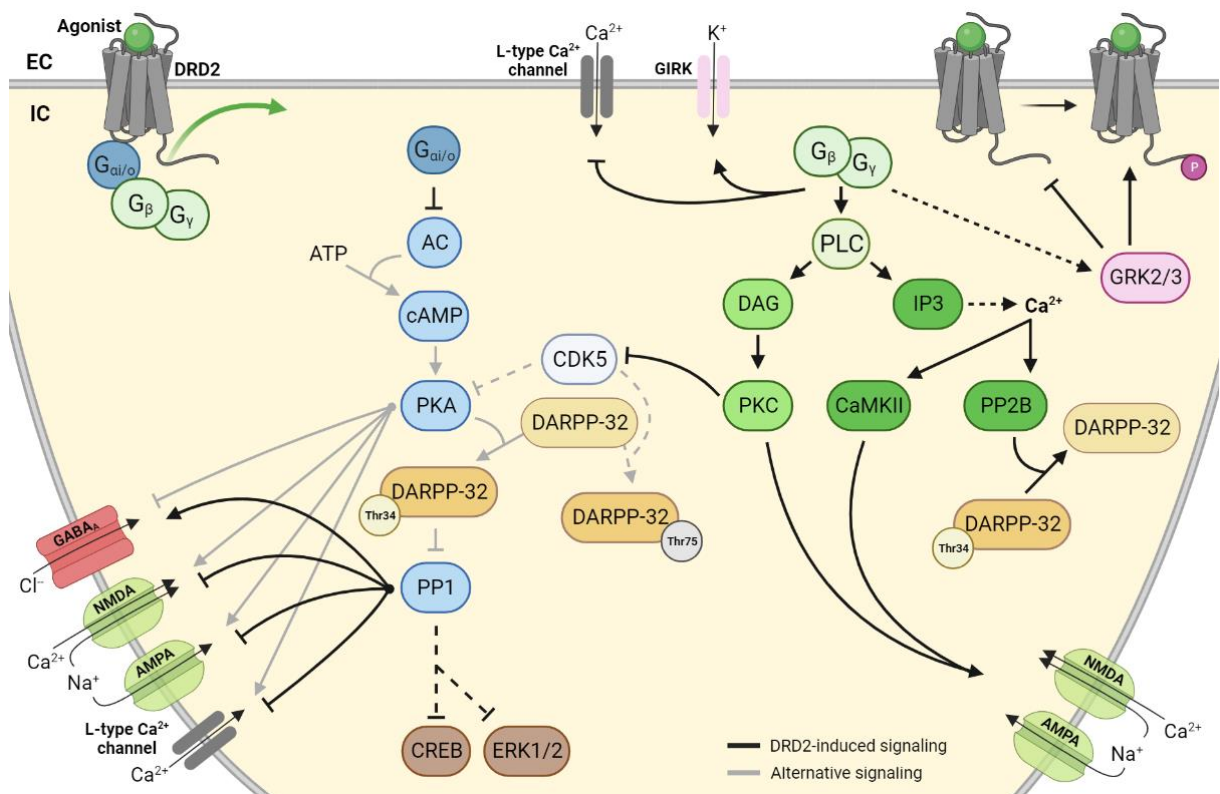 Agonist
EC
DRD2
IC
Gαi/o
Gβ
Gγ
L-type Ca²⁺
channel
Ca²⁺
K⁺
GIRK
P
Gαi/o
AC
ATP
cAMP
PKA
CDK5
DARPP-32
DARPP-32
Thr34
DARPP-32
Thr75
PP1
CREB
ERK1/2
Gβ
Gγ
PLC
DAG
IP3
Ca²⁺
GRK2/3
PKC
CaMKII
PP2B
DARPP-32
DARPP-32
Thr34
GABAA
Cl⁻
NMDA
Ca²⁺
Na⁺
AMPA
L-type Ca²⁺
channel
Ca²⁺
NMDA
Ca²⁺
AMPA
Na⁺
DRD2-induced signaling
Alternative signaling